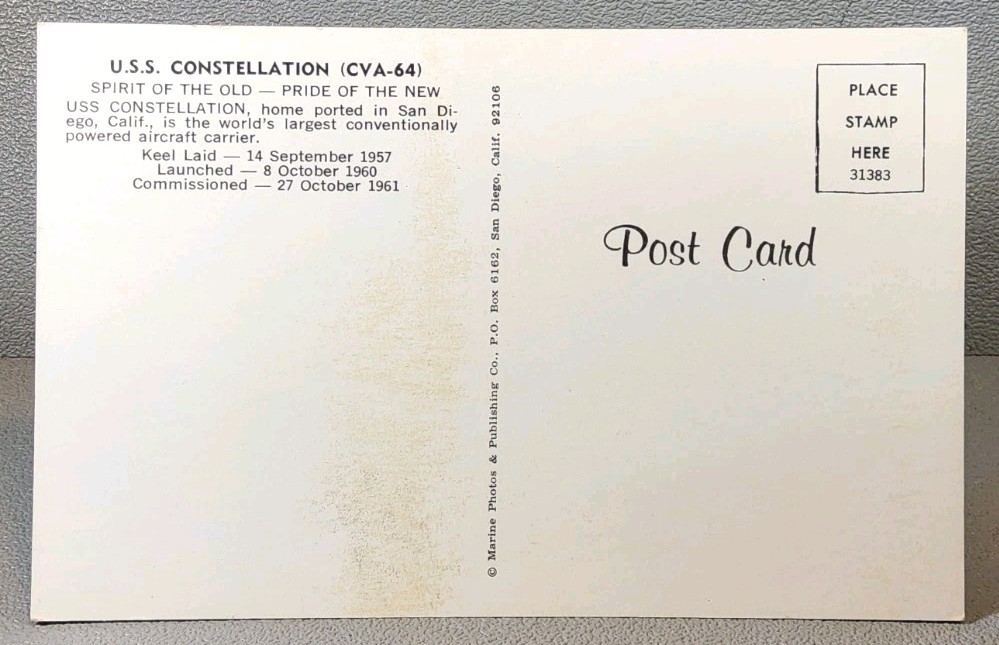 U.S.S. CONSTELLATION (CVA-64)
SPIRIT OF THE OLD — PRIDE OF THE NEW
USS CONSTELLATION, home ported in San Di-
ego, Calif., is the world's largest conventionally
powered aircraft carrier.
Keel Laid — 14 September 1957
Launched — 8 October 1960
Commissioned — 27 October 1961
© Marine Photos & Publishing Co., P.O. Box 6162, San Diego, Calif. 92106
PLACE
STAMP
HERE
31383
Post Card